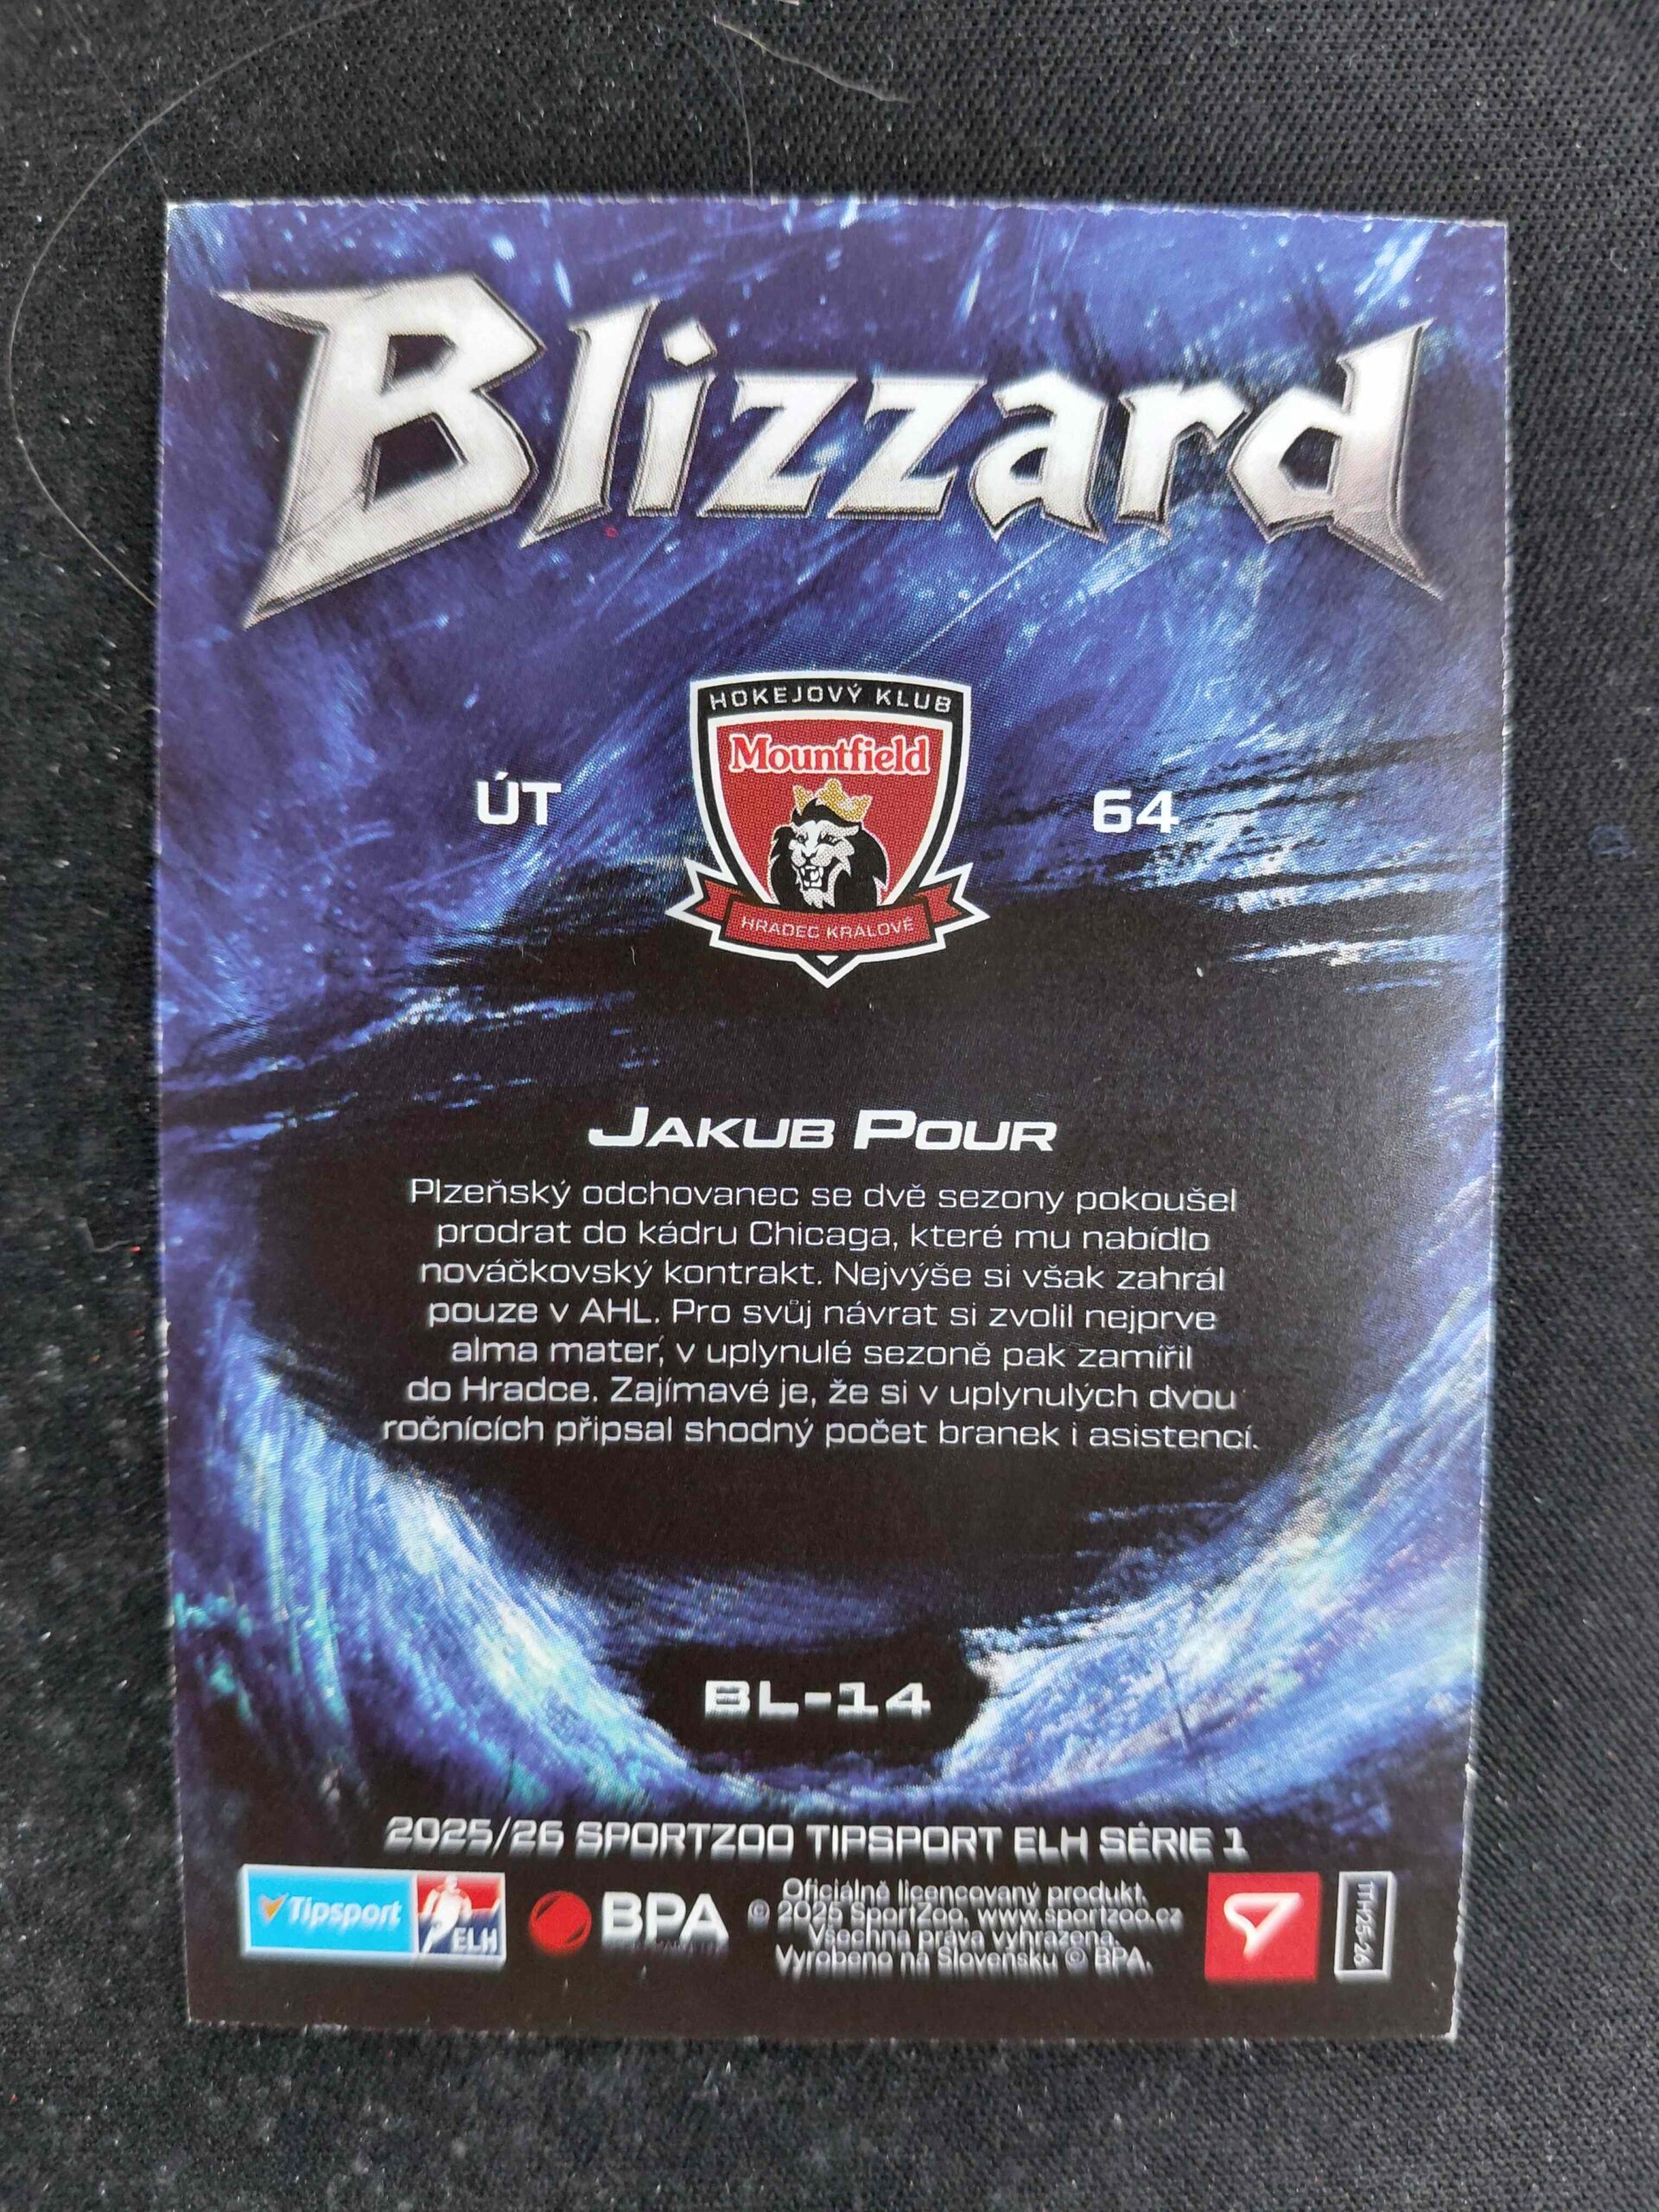 Blizzard
HOKEJOVÝ KLUB
Mountfield
ÚT
64
HRADEC KRÁLOVÉ
JAKUB POUR
Plzeňský odchovanec se dvě sezony pokoušel
prodrat do kádru Chicaga, které mu nabídlo
nováčkovský kontrakt. Nejvýše si však zahrál
pouze v AHL. Pro svůj návrat si zvolil nejprve
alma mater, v uplynulé sezoně pak zamířil
do Hradce. Zajímavé je, že si v uplynulých dvou
ročnících připsal shodný počet branek i asistencí.
BL-14
2025/26 SPORTZOO TIPSPORT ELH SÉRIE 1
Tipsport
ELH
BPA
Oficiálně licencovaný produkt.
© 2025 SportZoo. www.sportzoo.cz
Všechna práva vyhrazena.
Vyrobeno na Slovensku © BPA.
TTH25-26